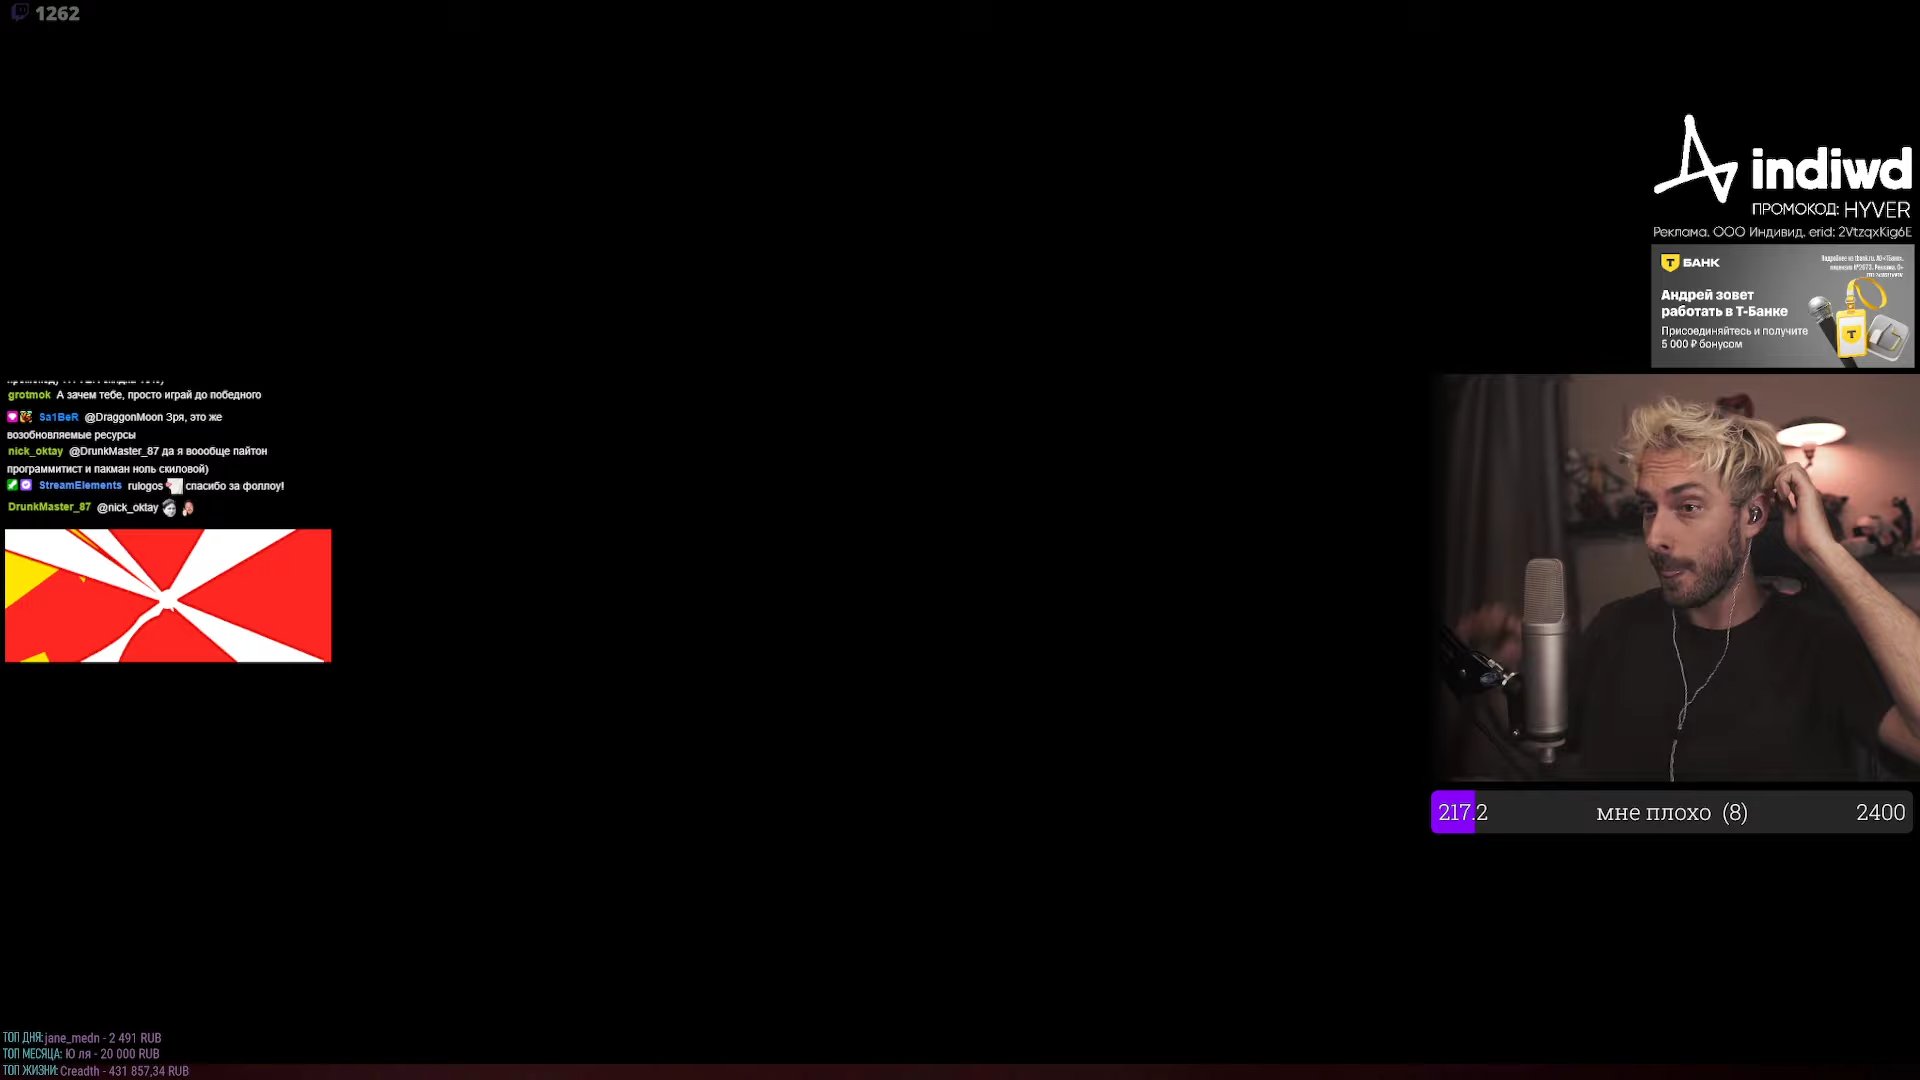 1262
indiwd
ПРОМОКОД: HYVER
Реклама. ООО Индивид. erid: 2VtzqxKig6E
Т БАНК
Андрей зовет
работать в Т-Банке
Присоединяйтесь и получите
5 000 ₽ бонусом
grotmok А зачем тебе, просто играй до победного
Sa1BeR @DraggonMoon Зря, это же
возобновляемые ресурсы
nick_oktay @DrunkMaster_87 да я воообще пайтон
программитист и пакман ноль скиловой)
StreamElements rulogos спасибо за фоллоу!
DrunkMaster_87 @nick_oktay
217.2 мне плохо (8) 2400
ТОП ДНЯ: jane_medn - 2 491 RUB
ТОП МЕСЯЦА: Ю ля - 20 000 RUB
ТОП ЖИЗНИ: Creadth - 431 857,34 RUB